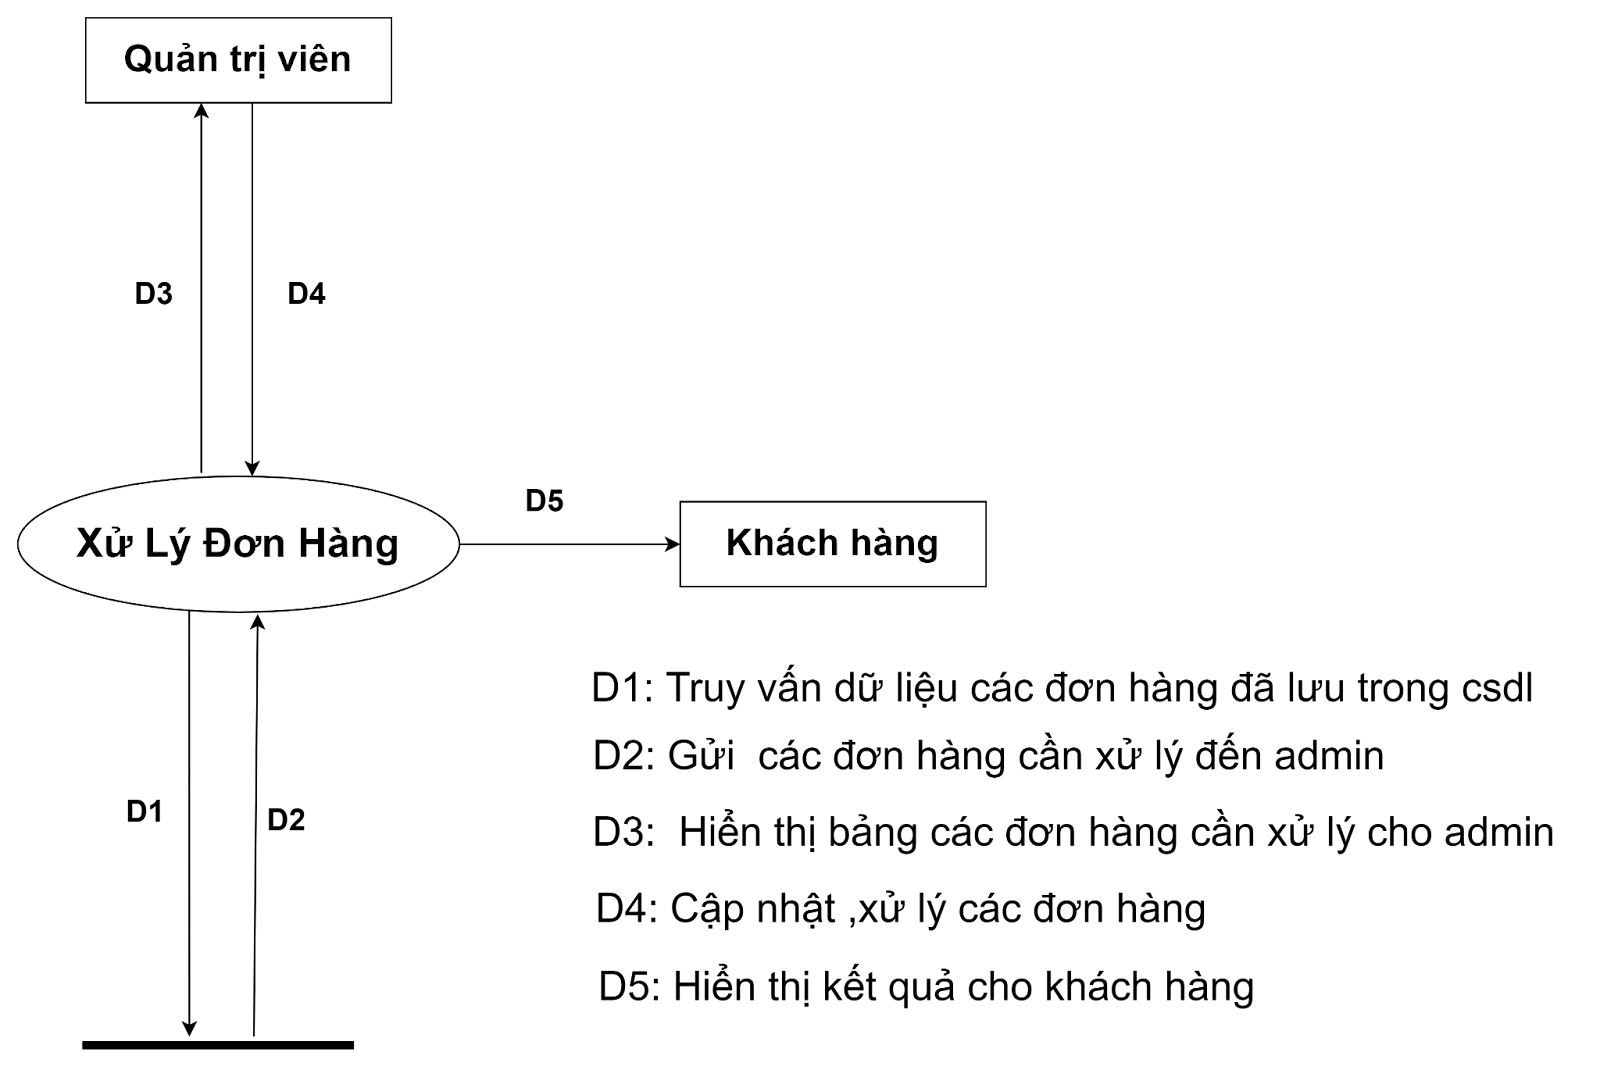 Quản trị viên
D3
D4
D5
Xử Lý Đơn Hàng
Khách hàng
D1
D2
D1: Truy vấn dữ liệu các đơn hàng đã lưu trong csdl
D2: Gửi  các đơn hàng cần xử lý đến admin
D3:  Hiển thị bảng các đơn hàng cần xử lý cho admin
D4: Cập nhật ,xử lý các đơn hàng
D5: Hiển thị kết quả cho khách hàng